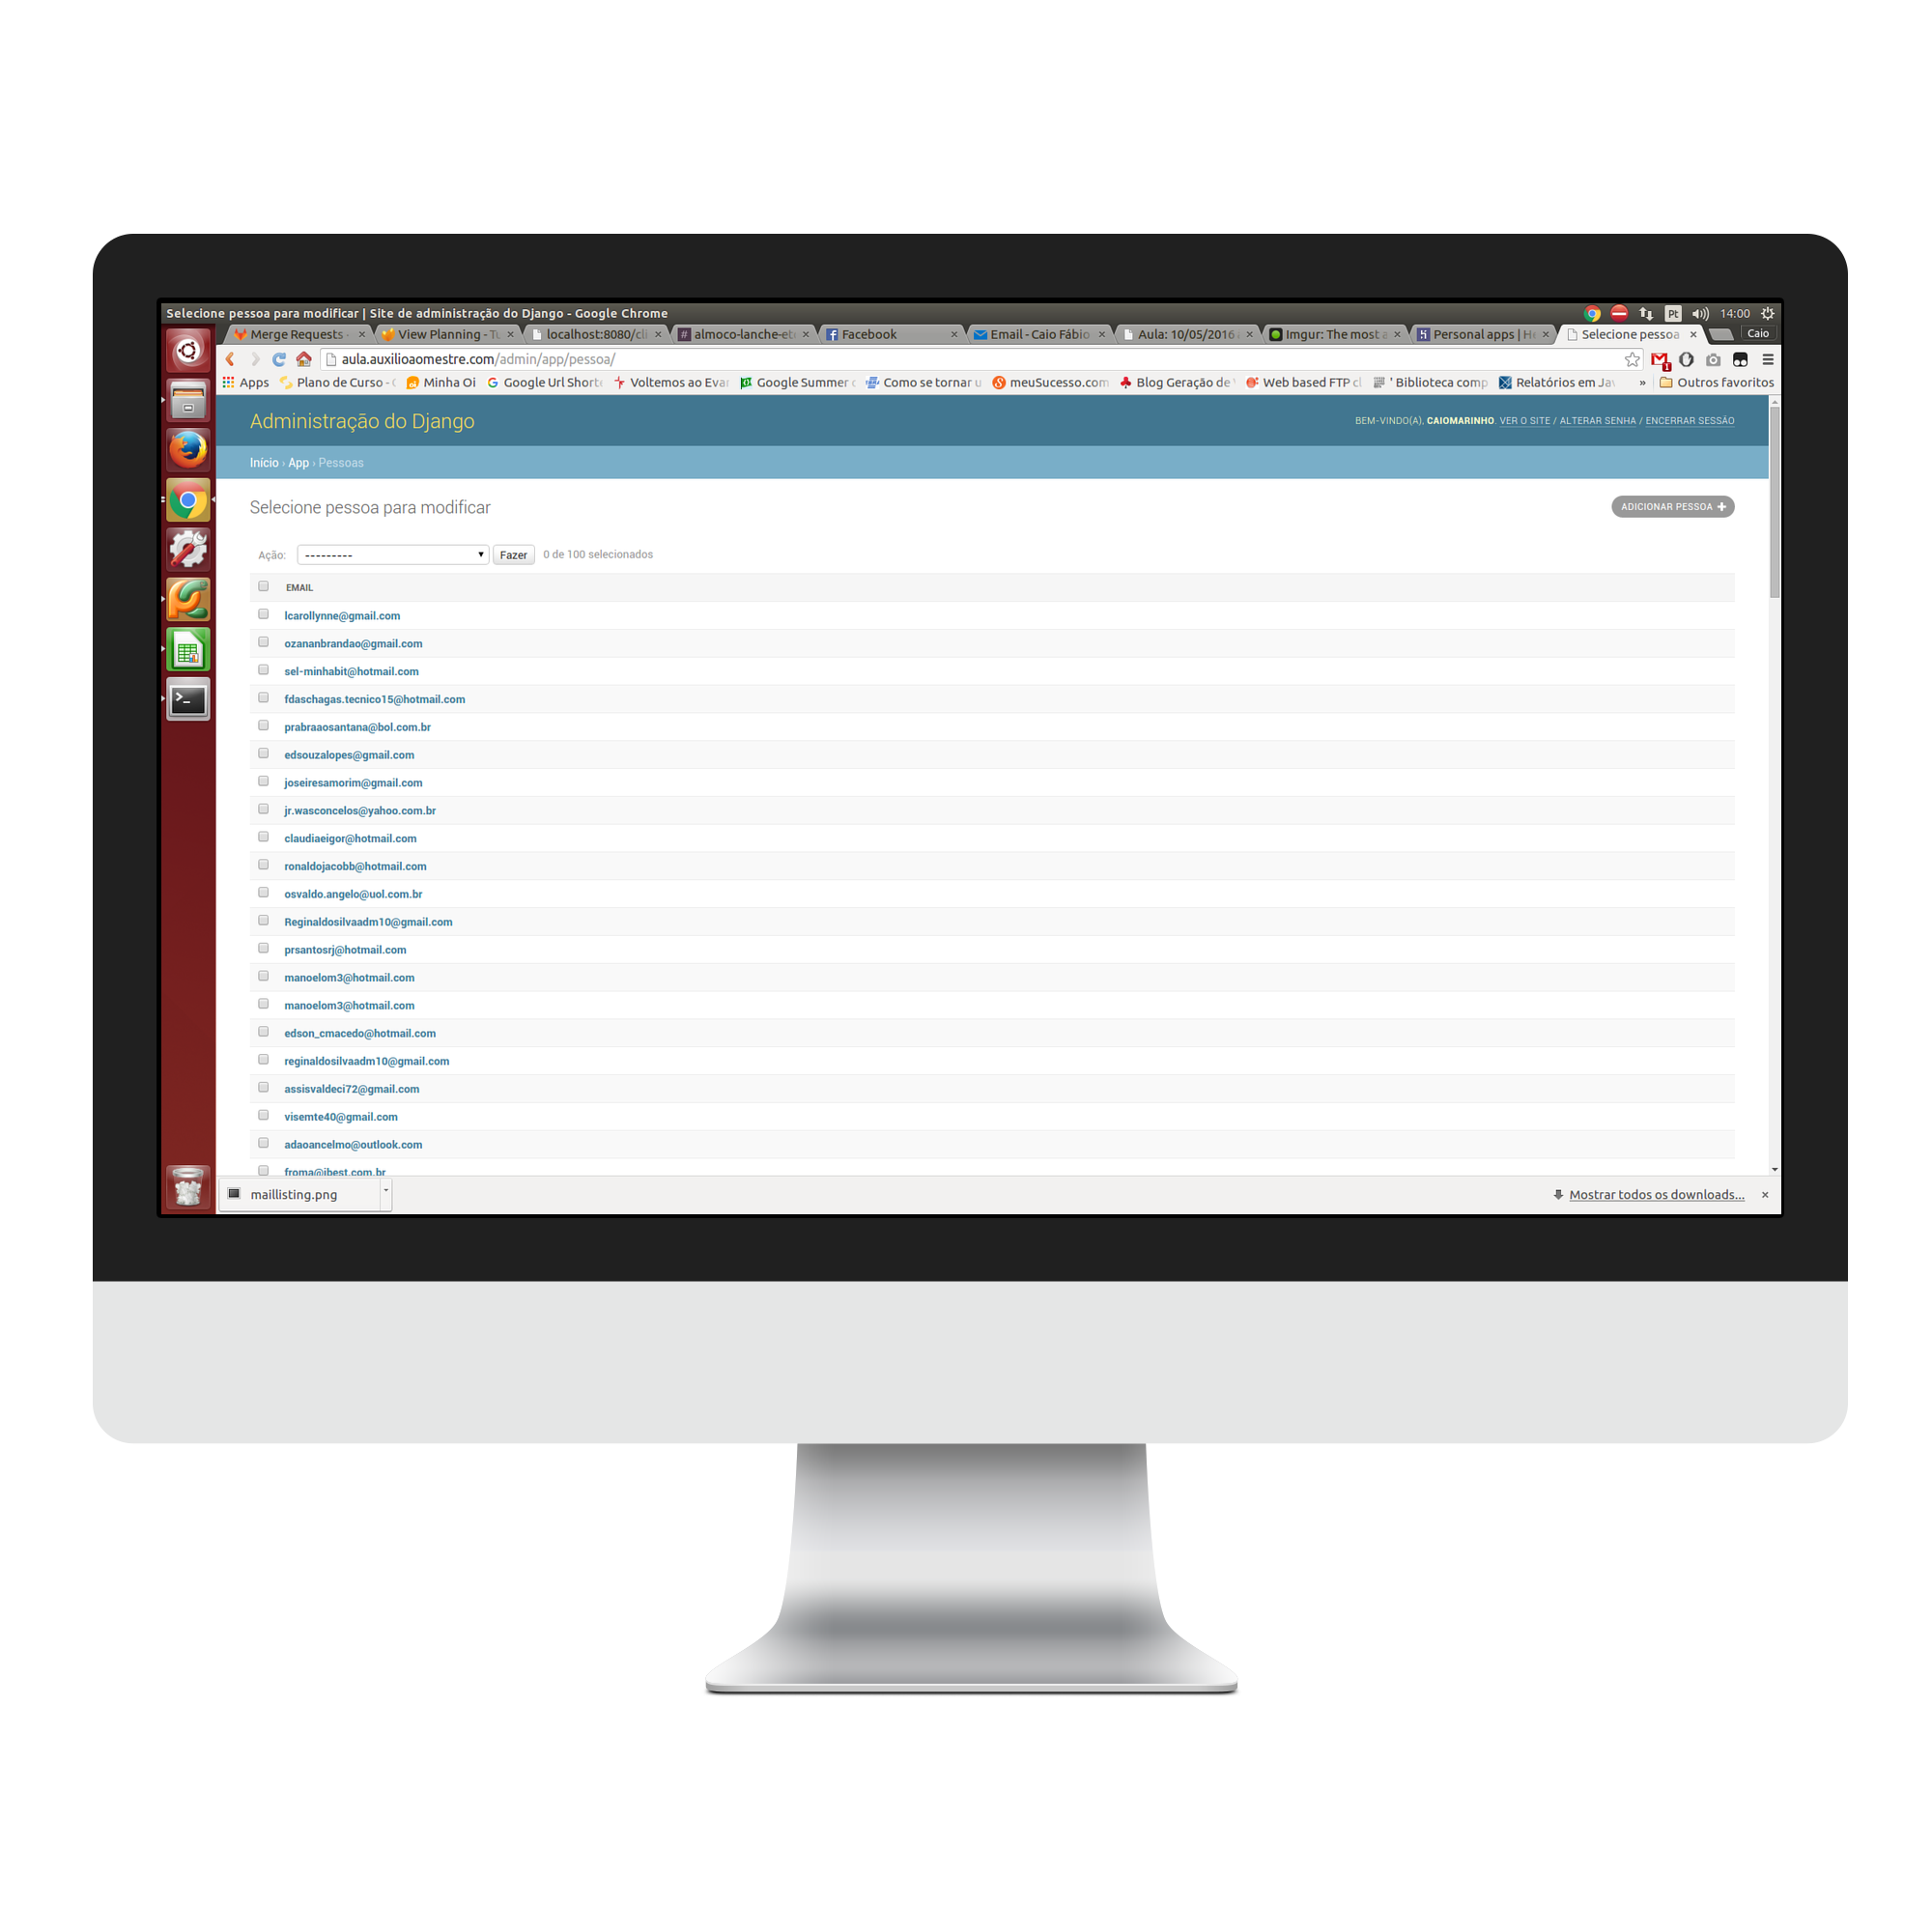 Selecione pessoa para modificar | Site de administração do Django - Google Chrome
Pt 14:00
Merge Requests - View Planning - Tu localhost:8080/cli almoco-lanche-et Facebook Email - Caio Fábio Aula: 10/05/2016 Imgur: The most a Personal apps | He Selecione pessoa Caio
aula.auxilioaomestre.com/admin/app/pessoa/
Apps Plano de Curso - Minha Oi Google Url Shorte Voltemos ao Evan Google Summer Como se tornar u meuSucesso.com Blog Geração de Web based FTP cl ' Biblioteca comp Relatórios em Jav » Outros favoritos
Administração do Django
BEM-VINDO(A), CAIOMARINHO. VER O SITE / ALTERAR SENHA / ENCERRAR SESSÃO
Início › App › Pessoas
Selecione pessoa para modificar
ADICIONAR PESSOA +
Ação: --------- Fazer 0 de 100 selecionados
EMAIL
lcarollynne@gmail.com
ozananbrandao@gmail.com
sel-minhabit@hotmail.com
fdaschagas.tecnico15@hotmail.com
prabraaosantana@bol.com.br
edsouzalopes@gmail.com
joseiresamorim@gmail.com
jr.wasconcelos@yahoo.com.br
claudiaeigor@hotmail.com
ronaldojacobb@hotmail.com
osvaldo.angelo@uol.com.br
Reginaldosilvaadm10@gmail.com
prsantosrj@hotmail.com
manoelom3@hotmail.com
manoelom3@hotmail.com
edson_cmacedo@hotmail.com
reginaldosilvaadm10@gmail.com
assisvaldeci72@gmail.com
visemte40@gmail.com
adaoancelmo@outlook.com
froma@ibest.com.br
maillisting.png
Mostrar todos os downloads...